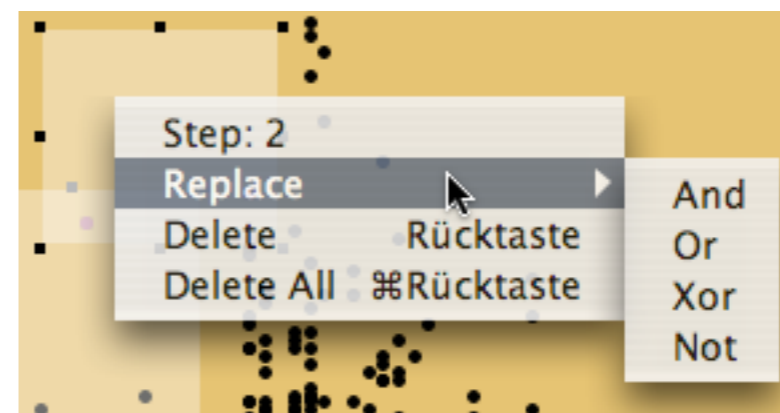 Step: 2
Replace
Delete Rücktaste
Delete All ⌘Rücktaste
And
Or
Xor
Not